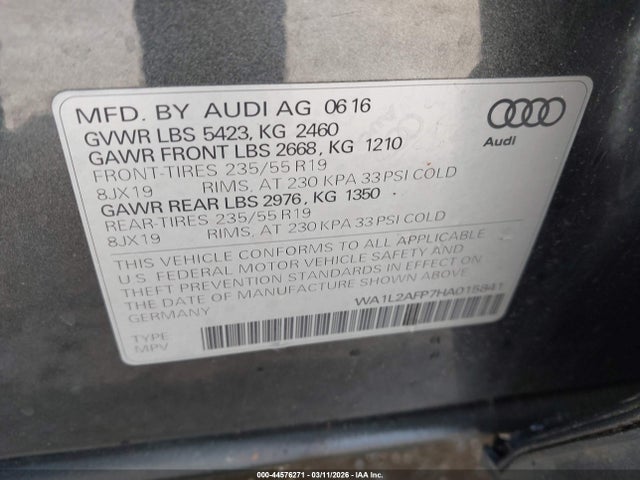 MFD. BY AUDI AG 06 16
GVWR LBS 5423, KG 2460
GAWR FRONT LBS 2668, KG 1210
FRONT-TIRES 235/55 R19
8JX19 RIMS, AT 230 KPA 33 PSI COLD
GAWR REAR LBS 2976, KG 1350
REAR-TIRES 235/55 R19
8JX19 RIMS, AT 230 KPA 33 PSI COLD
THIS VEHICLE CONFORMS TO ALL APPLICABLE
U.S. FEDERAL MOTOR VEHICLE SAFETY AND
THEFT PREVENTION STANDARDS IN EFFECT ON
THE DATE OF MANUFACTURE SHOWN ABOVE.
GERMANY
WA1L2AFP7HA015841
TYPE
MPV
Audi
000-44576271 - 03/11/2026 - IAA Inc.